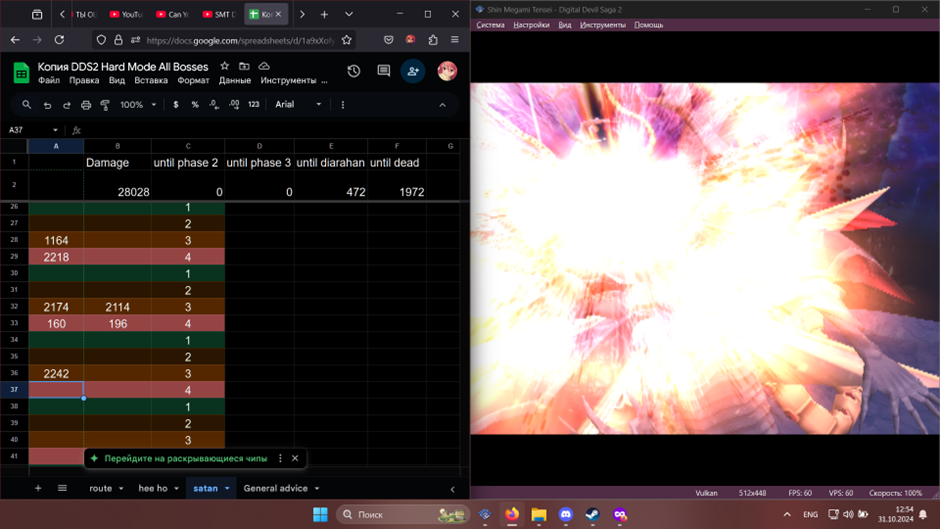 ТЫ ОБ
YouTu
Can Yo
SMT D
Ко
https://docs.google.com/spreadsheets/d/1a9xXol
Копия DDS2 Hard Mode All Bosses
Файл Правка Вид Вставка Формат Данные Инструменты ...
100% $ % .0 .00 123 Arial
A37 fx
A B C D E F G
1 Damage until phase 2 until phase 3 until diarahan until dead
2 28028 0 0 472 1972
26 1
27 2
28 1164 3
29 2218 4
30 1
31 2
32 2174 2114 3
33 160 196 4
34 1
35 2
36 2242 3
37 4
38 1
39 2
40 3
41
Перейдите на раскрывающиеся чипы
route hee ho satan General advice
Shin Megami Tensei - Digital Devil Saga 2
Система Настройки Вид Инструменты Помощь
Vulkan 512x448 FPS: 60 VPS: 60 Скорость: 100%
Поиск
ENG
12:54
31.10.2024